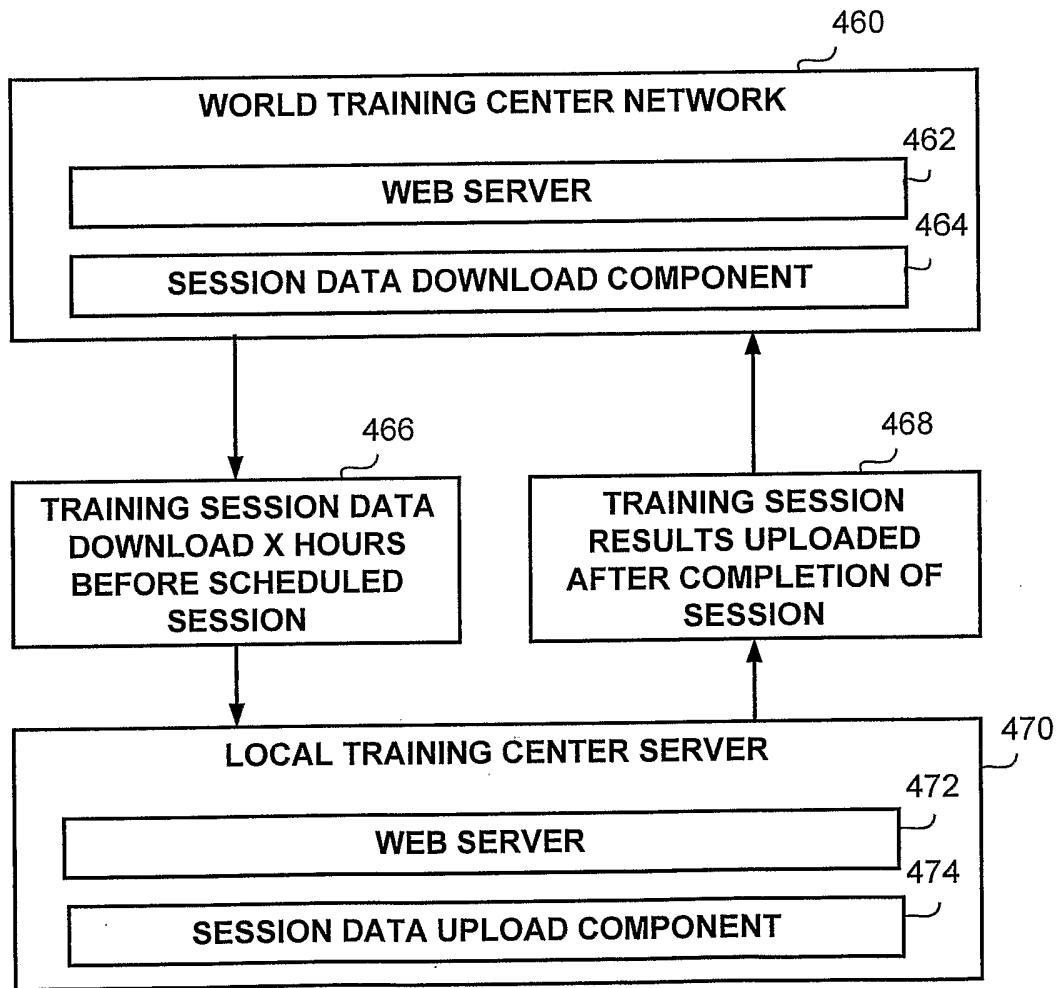 460
WORLD TRAINING CENTER NETWORK
462
WEB SERVER
464
SESSION DATA DOWNLOAD COMPONENT
466
TRAINING SESSION DATA
DOWNLOAD X HOURS
BEFORE SCHEDULED
SESSION
468
TRAINING SESSION
RESULTS UPLOADED
AFTER COMPLETION OF
SESSION
LOCAL TRAINING CENTER SERVER
470
472
WEB SERVER
474
SESSION DATA UPLOAD COMPONENT